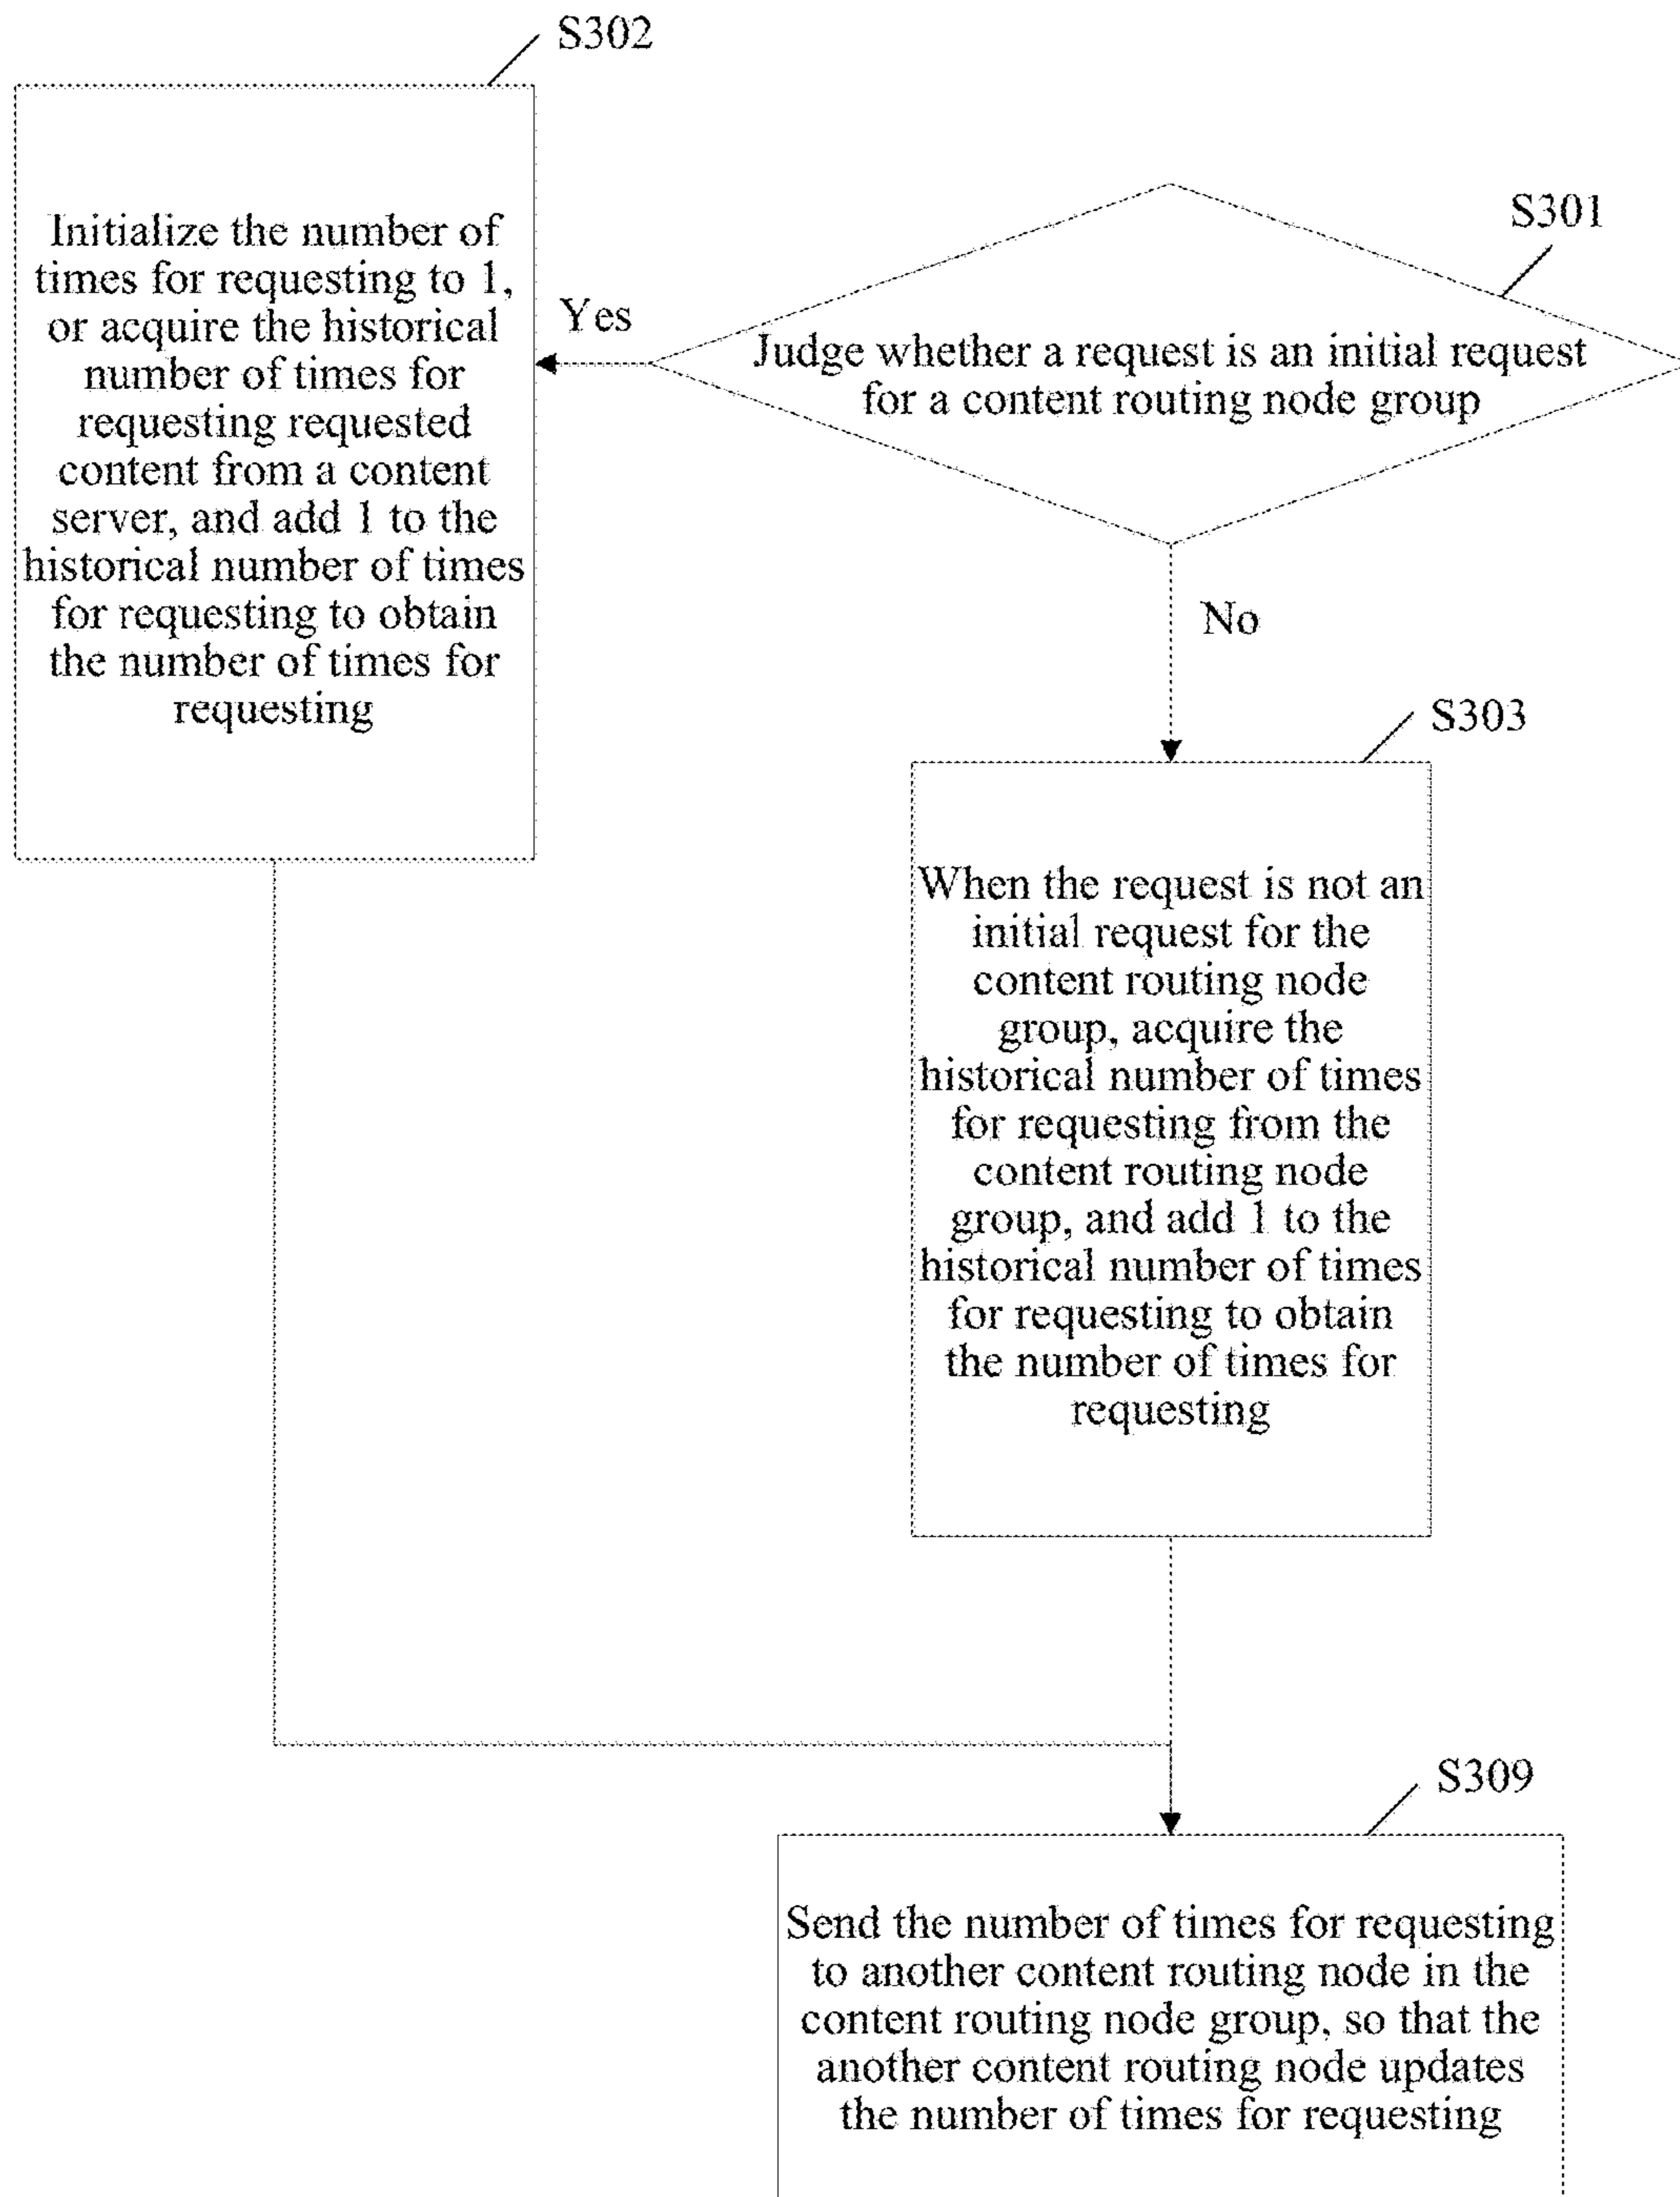 S302
Initialize the number of
times for requesting to 1,
or acquire the historical
number of times for
requesting requested
content from a content
server, and add 1 to the
historical number of times
for requesting to obtain
the number of times for
requesting
Yes
S301
Judge whether a request is an initial request
for a content routing node group
No
S303
When the request is not an
initial request for the
content routing node
group, acquire the
historical number of times
for requesting from the
content routing node
group, and add 1 to the
historical number of times
for requesting to obtain
the number of times for
requesting
S309
Send the number of times for requesting
to another content routing node in the
content routing node group, so that the
another content routing node updates
the number of times for requesting